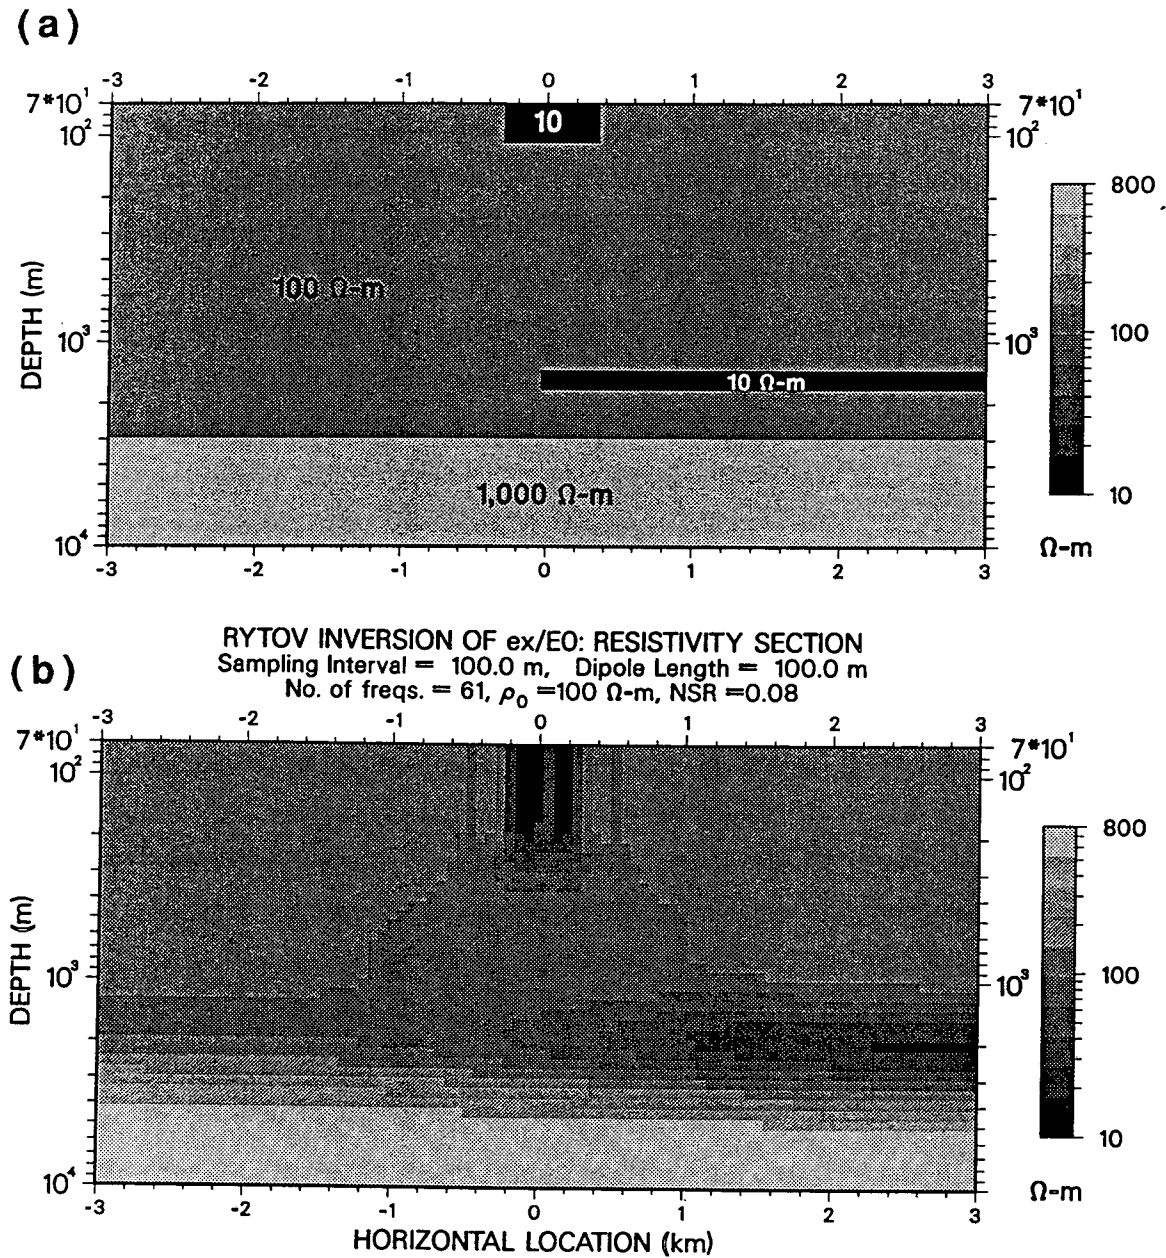 (a)
-3 -2 -1 0 1 2 3
7*10¹ 7*10¹
10² 10²
10
800
100 Ω-m
DEPTH (m)
100
10³ 10³
10 Ω-m
1,000 Ω-m
10
10⁴
Ω-m
-3 -2 -1 0 1 2 3
RYTOV INVERSION OF ex/E0: RESISTIVITY SECTION
(b)
Sampling Interval = 100.0 m, Dipole Length = 100.0 m
No. of freqs. = 61, ρ₀ =100 Ω-m, NSR =0.08
-3 -2 -1 0 1 2 3
7*10¹ 7*10¹
10² 10²
800
DEPTH (m)
10³ 10³
100
10
10⁴
Ω-m
-3 -2 -1 0 1 2 3
HORIZONTAL LOCATION (km)